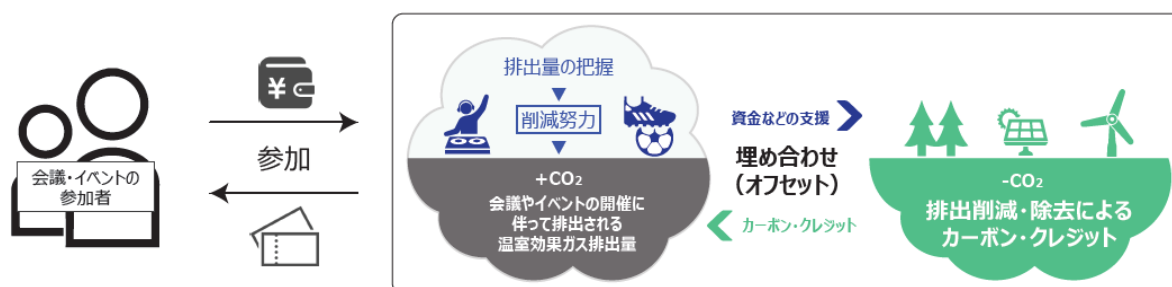 会議・イベントの
参加者
¥
参加
排出量の把握
削減努力
+CO₂
会議やイベントの開催に
伴って排出される
温室効果ガス排出量
資金などの支援
埋め合わせ
（オフセット）
カーボン・クレジット
-CO₂
排出削減・除去による
カーボン・クレジット